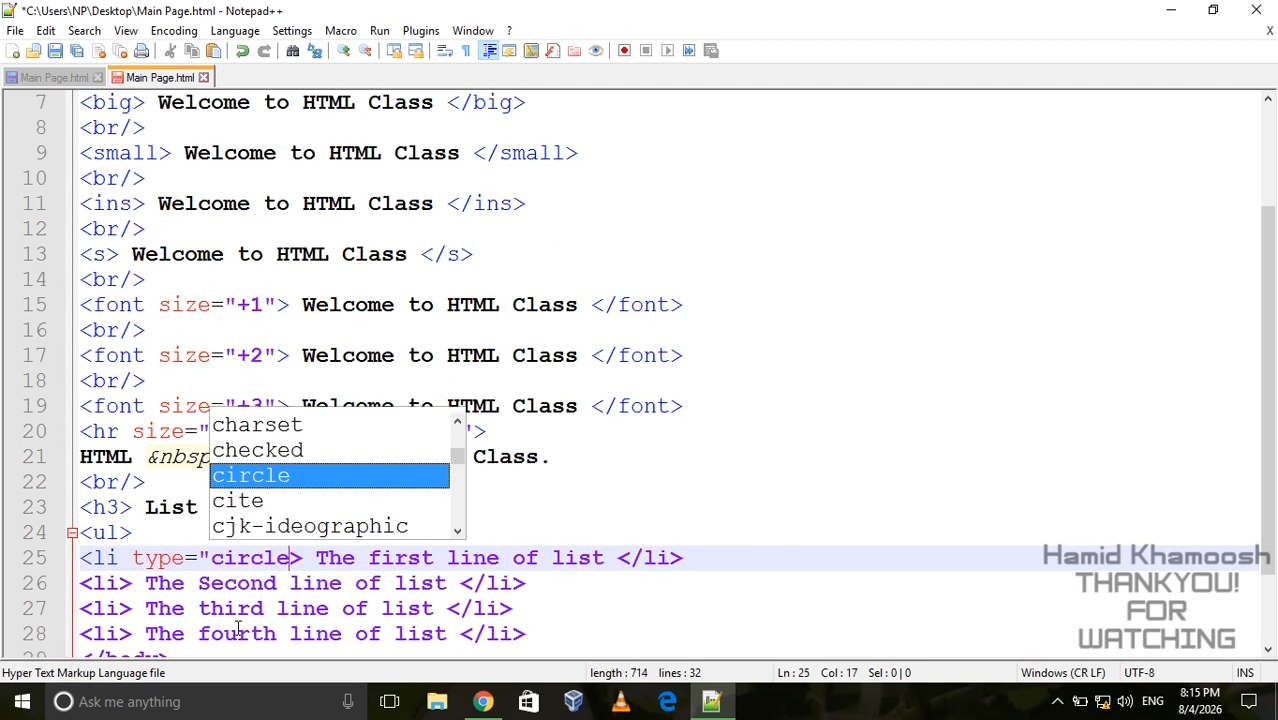 *C:\Users\NP\Desktop\Main Page.html - Notepad++
File Edit Search View Encoding Language Settings Macro Run Plugins Window ?
X
Main Page.html Main Page.html
7 <big> Welcome to HTML Class </big>
8 <br/>
9 <small> Welcome to HTML Class </small>
10 <br/>
11 <ins> Welcome to HTML Class </ins>
12 <br/>
13 <s> Welcome to HTML Class </s>
14 <br/>
15 <font size="+1"> Welcome to HTML Class </font>
16 <br/>
17 <font size="+2"> Welcome to HTML Class </font>
18 <br/>
19 <font size="+3"> Welcome to HTML Class </font>
charset
20 <hr size=" ">
checked
21 HTML &nbsp Class.
circle
22 <br/>
cite
23 <h3> List
cjk-ideographic
24 <ul>
25 <li type="circle> The first line of list </li>
26 <li> The Second line of list </li>
27 <li> The third line of list </li>
28 <li> The fourth line of list </li>
29 </body>
Hamid Khamoosh
THANKYOU!
FOR
WATCHING
Hyper Text Markup Language file length : 714 lines : 32 Ln : 25 Col : 17 Sel : 0 | 0 Windows (CR LF) UTF-8 INS
Ask me anything ENG 8:15 PM
8/4/2026